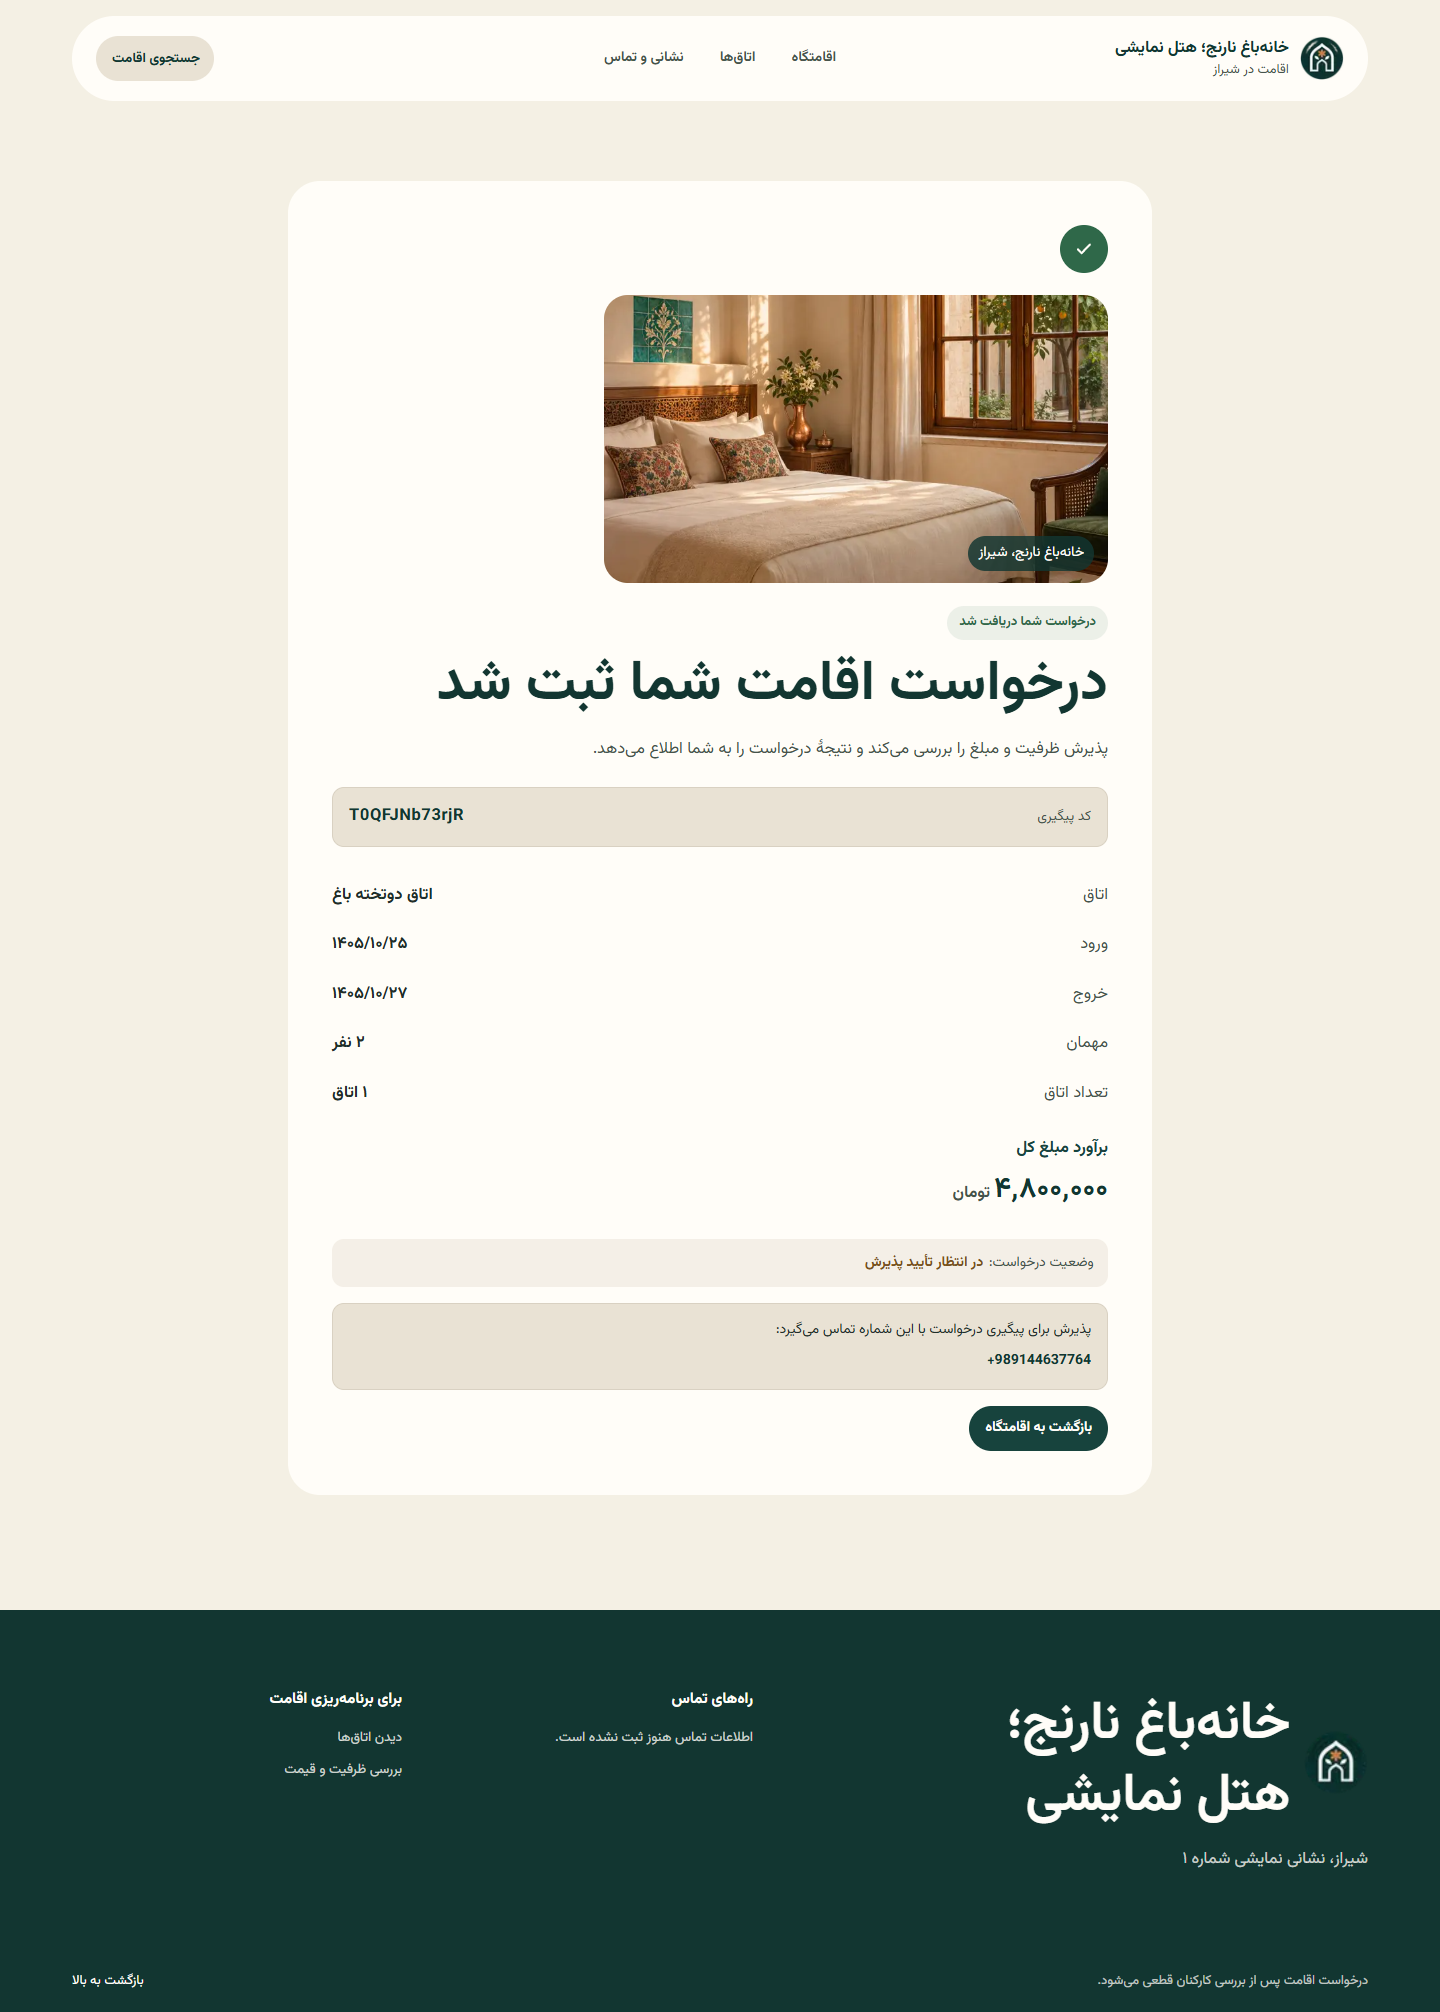 خانه‌باغ نارنج؛ هتل نمایشی
اقامت در شیراز
اقامتگاه
اتاق‌ها
نشانی و تماس
جستجوی اقامت
خانه‌باغ نارنج، شیراز
درخواست شما دریافت شد
درخواست اقامت شما ثبت شد
پذیرش ظرفیت و مبلغ را بررسی می‌کند و نتیجهٔ درخواست را به شما اطلاع می‌دهد.
کد پیگیری
T0QFJNb73rjR
اتاق
اتاق دوتخته باغ
ورود
۱۴۰۵/۱۰/۲۵
خروج
۱۴۰۵/۱۰/۲۷
مهمان
۲ نفر
تعداد اتاق
۱ اتاق
برآورد مبلغ کل
۴,۸۰۰,۰۰۰ تومان
وضعیت درخواست: در انتظار تأیید پذیرش
پذیرش برای پیگیری درخواست با این شماره تماس می‌گیرد:
989144637764+
بازگشت به اقامتگاه
خانه‌باغ نارنج؛
هتل نمایشی
شیراز، نشانی نمایشی شماره ۱
راه‌های تماس
اطلاعات تماس هنوز ثبت نشده است.
برای برنامه‌ریزی اقامت
دیدن اتاق‌ها
بررسی ظرفیت و قیمت
درخواست اقامت پس از بررسی کارکنان قطعی می‌شود.
بازگشت به بالا